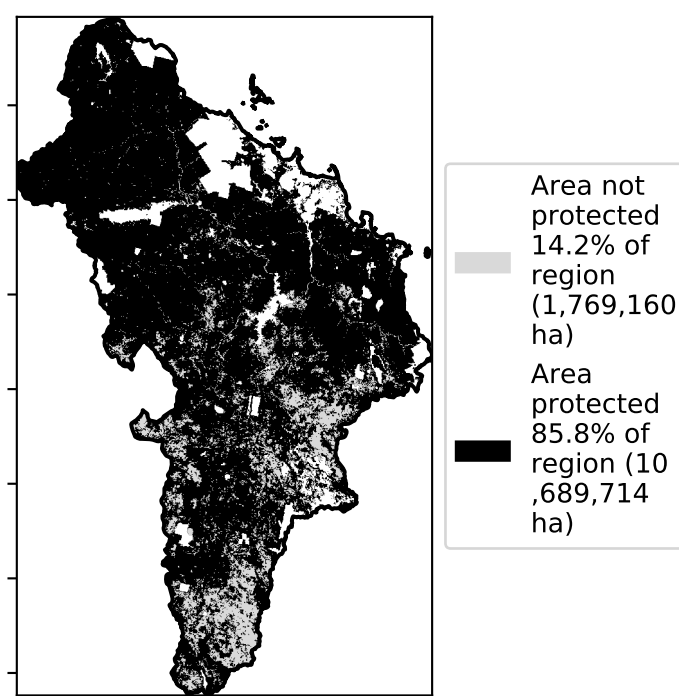 Area not
protected
14.2% of
region
(1,769,160
ha)
Area
protected
85.8% of
region (10
,689,714
ha)